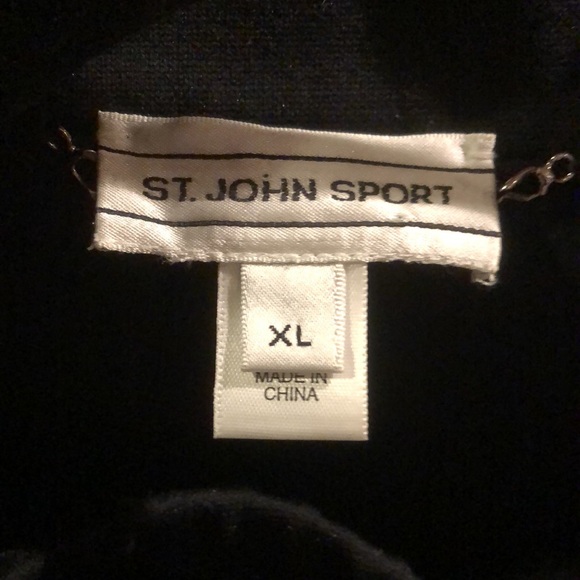 ST. JOHN SPORT
XL
MADE IN
CHINA